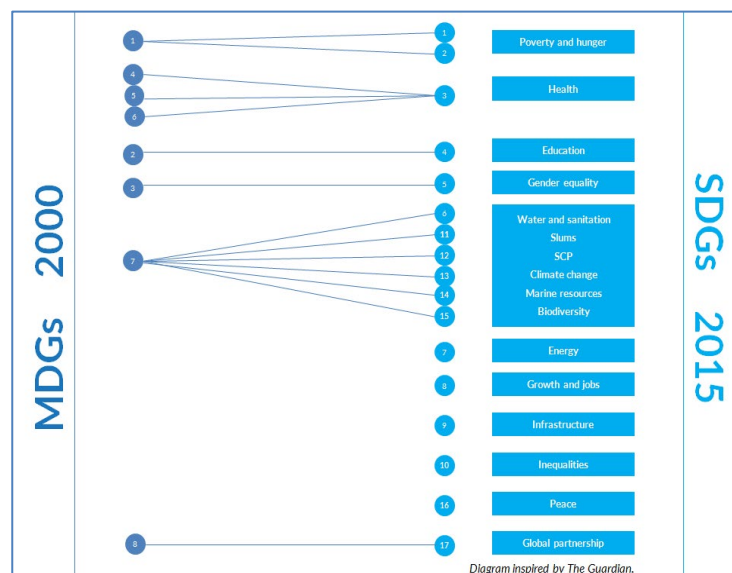 MDGs 2000
1
4
5
6
2
3
7
8
1
2
3
4
5
6
11
12
13
14
15
7
8
9
10
16
17
Poverty and hunger
Health
Education
Gender equality
Water and sanitation
Slums
SCP
Climate change
Marine resources
Biodiversity
Energy
Growth and jobs
Infrastructure
Inequalities
Peace
Global partnership
SDGs 2015
Diagram inspired by The Guardian.